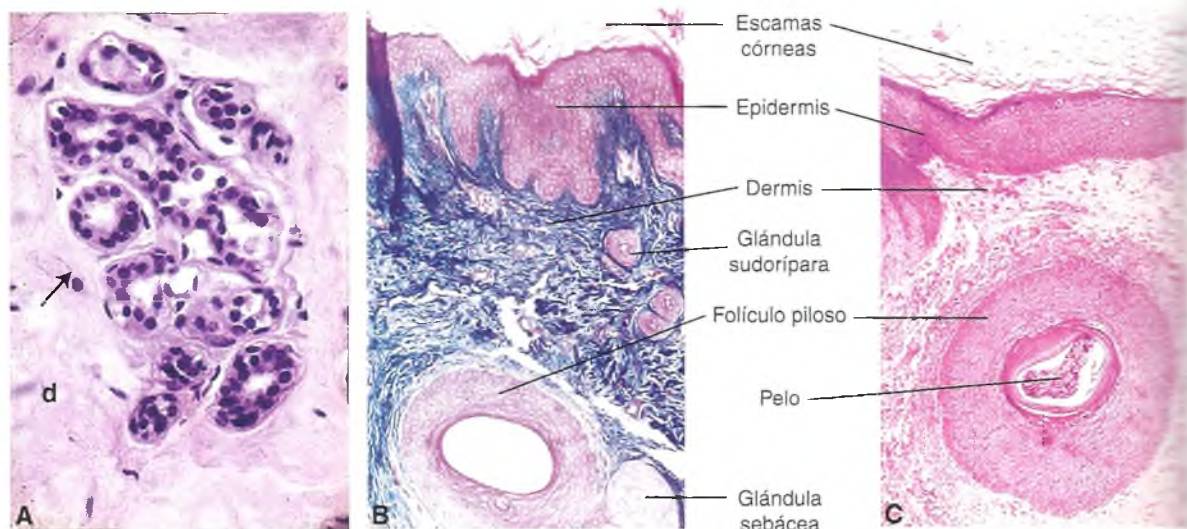 Escamas
córneas
Epidermis
Dermis
Glándula
sudorípara
Folículo piloso
Pelo
Glándula
sebácea
d
A
B
C